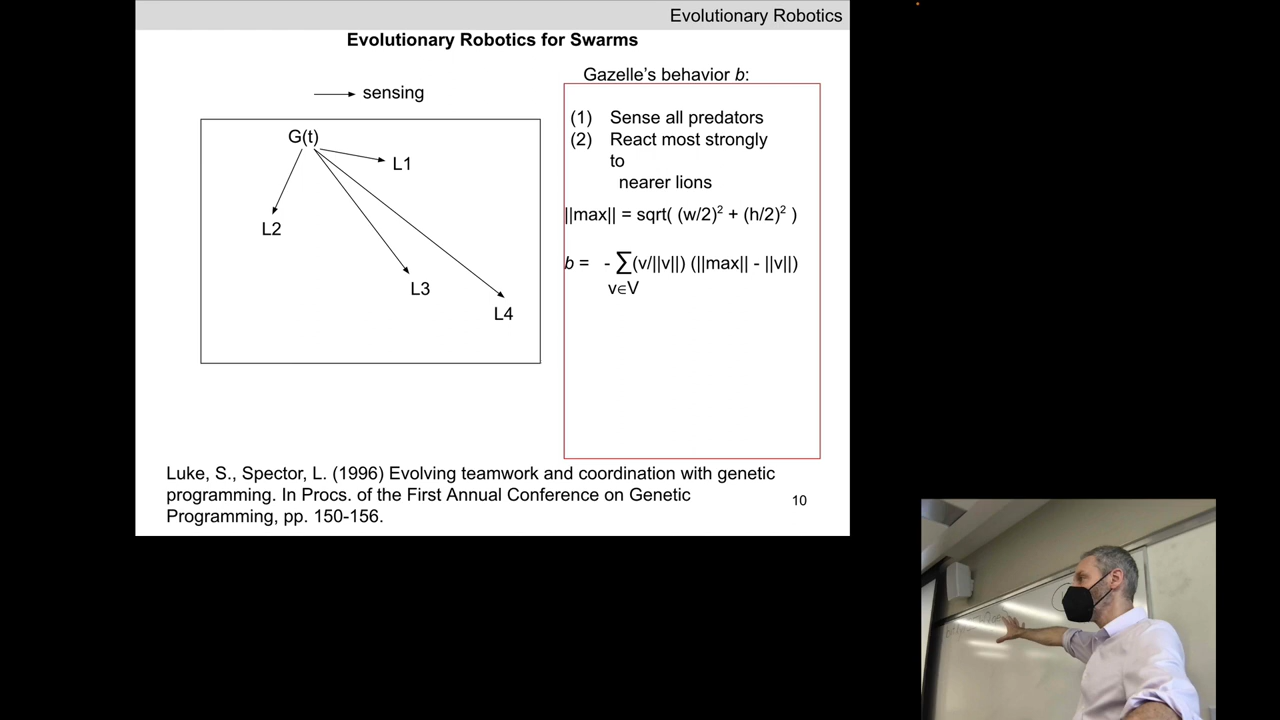 Evolutionary Robotics
Evolutionary Robotics for Swarms
sensing
G(t)
L1
L2
L3
L4
Gazelle's behavior b:
(1) Sense all predators
(2) React most strongly
to
nearer lions
||max|| = sqrt( (w/2)² + (h/2)² )
b = - ∑(v/||v||) (||max|| - ||v||)
v∈V
Luke, S., Spector, L. (1996) Evolving teamwork and coordination with genetic
programming. In Procs. of the First Annual Conference on Genetic
Programming, pp. 150-156.
10